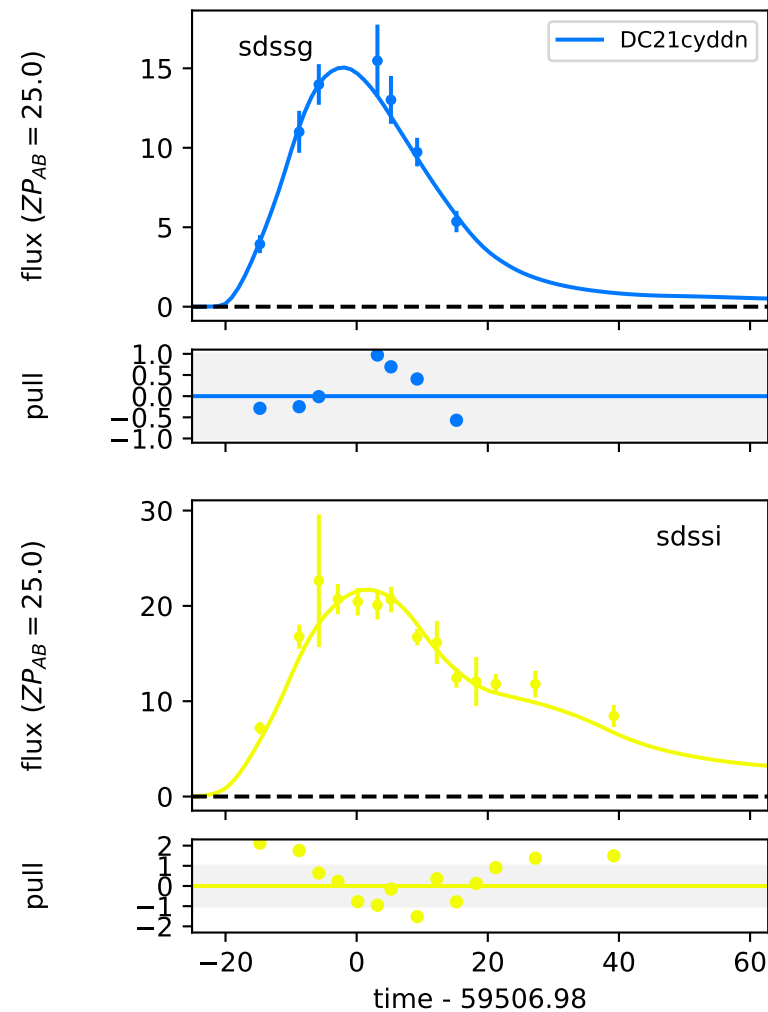 sdssg
DC21cyddn
flux (ZP_AB = 25.0)
15
10
5
0
pull
1.0
0.5
0.0
−0.5
−1.0
sdssi
flux (ZP_AB = 25.0)
30
20
10
0
pull
2
1
0
−1
−2
−20 0 20 40 60
time - 59506.98